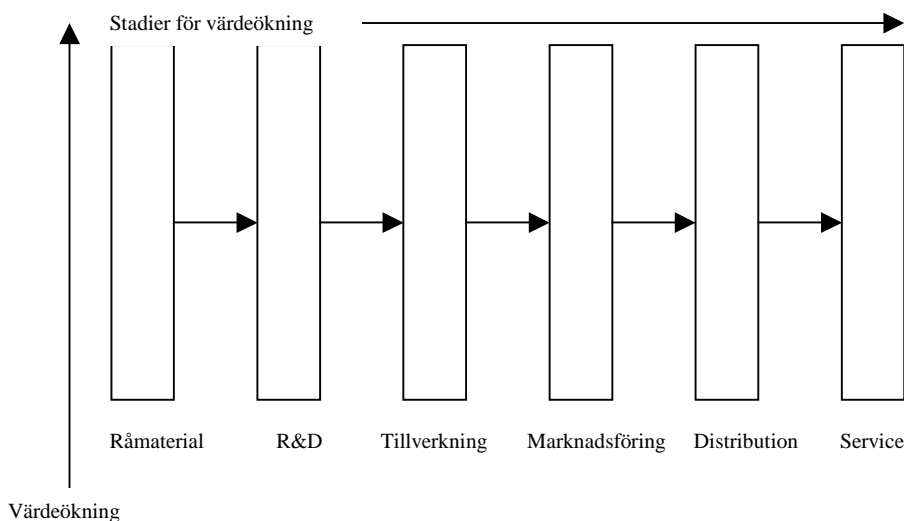 Stadier för värdeökning
Råmaterial R&D Tillverkning Marknadsföring Distribution Service
Värdeökning